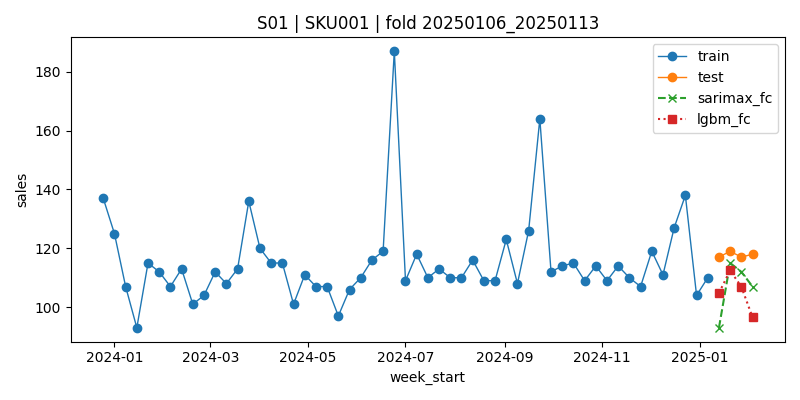 S01 | SKU001 | fold 20250106_20250113
train
test
sarimax_fc
lgbm_fc
sales
180
160
140
120
100
2024-01 2024-03 2024-05 2024-07 2024-09 2024-11 2025-01
week_start